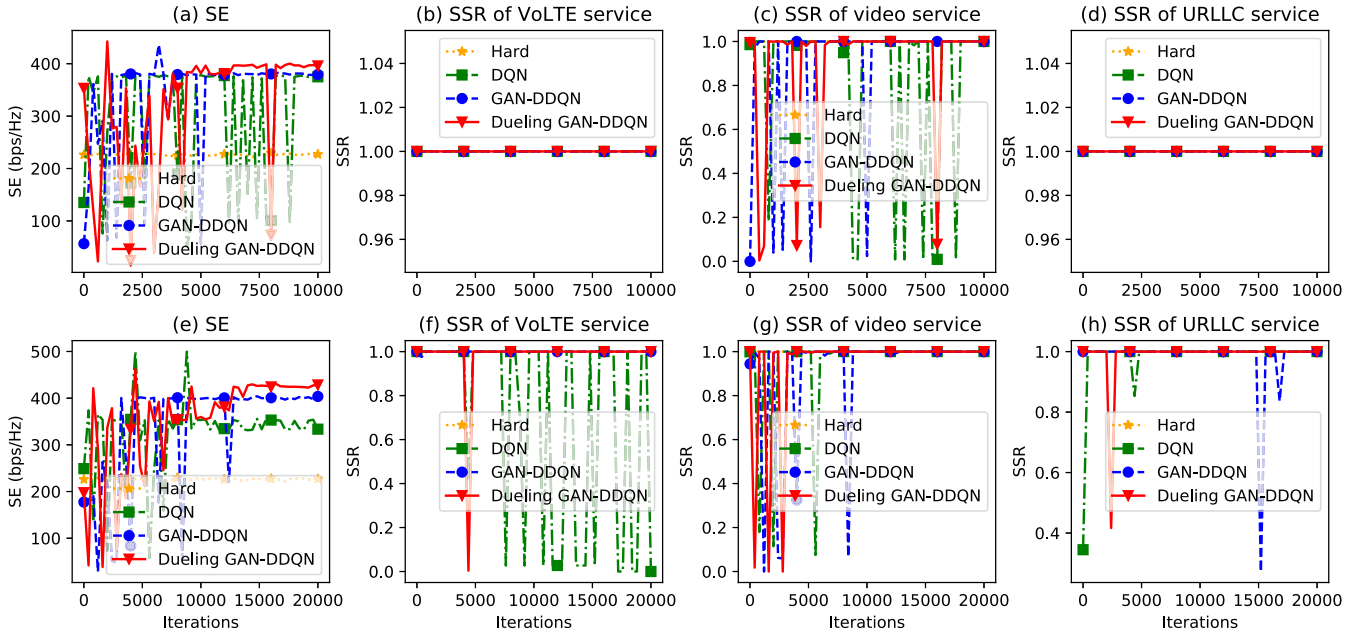 (a) SE
(b) SSR of VoLTE service
(c) SSR of video service
(d) SSR of URLLC service
SE (bps/Hz)
400
300
200
100
0 2500 5000 7500 10000
Hard
DQN
GAN-DDQN
Dueling GAN-DDQN
SSR
1.04
1.02
1.00
0.98
0.96
0 2500 5000 7500 10000
Hard
DQN
GAN-DDQN
Dueling GAN-DDQN
SSR
1.0
0.8
0.6
0.4
0.2
0.0
0 2500 5000 7500 10000
Hard
DQN
GAN-DDQN
Dueling GAN-DDQN
SSR
1.04
1.02
1.00
0.98
0.96
0 2500 5000 7500 10000
Hard
DQN
GAN-DDQN
Dueling GAN-DDQN
(e) SE
(f) SSR of VoLTE service
(g) SSR of video service
(h) SSR of URLLC service
SE (bps/Hz)
500
400
300
200
100
0 5000 10000 15000 20000
Iterations
Hard
DQN
GAN-DDQN
Dueling GAN-DDQN
SSR
1.0
0.8
0.6
0.4
0.2
0.0
0 5000 10000 15000 20000
Iterations
Hard
DQN
GAN-DDQN
Dueling GAN-DDQN
SSR
1.0
0.8
0.6
0.4
0.2
0.0
0 5000 10000 15000 20000
Iterations
Hard
DQN
GAN-DDQN
Dueling GAN-DDQN
SSR
1.0
0.8
0.6
0.4
0 5000 10000 15000 20000
Iterations
Hard
DQN
GAN-DDQN
Dueling GAN-DDQN